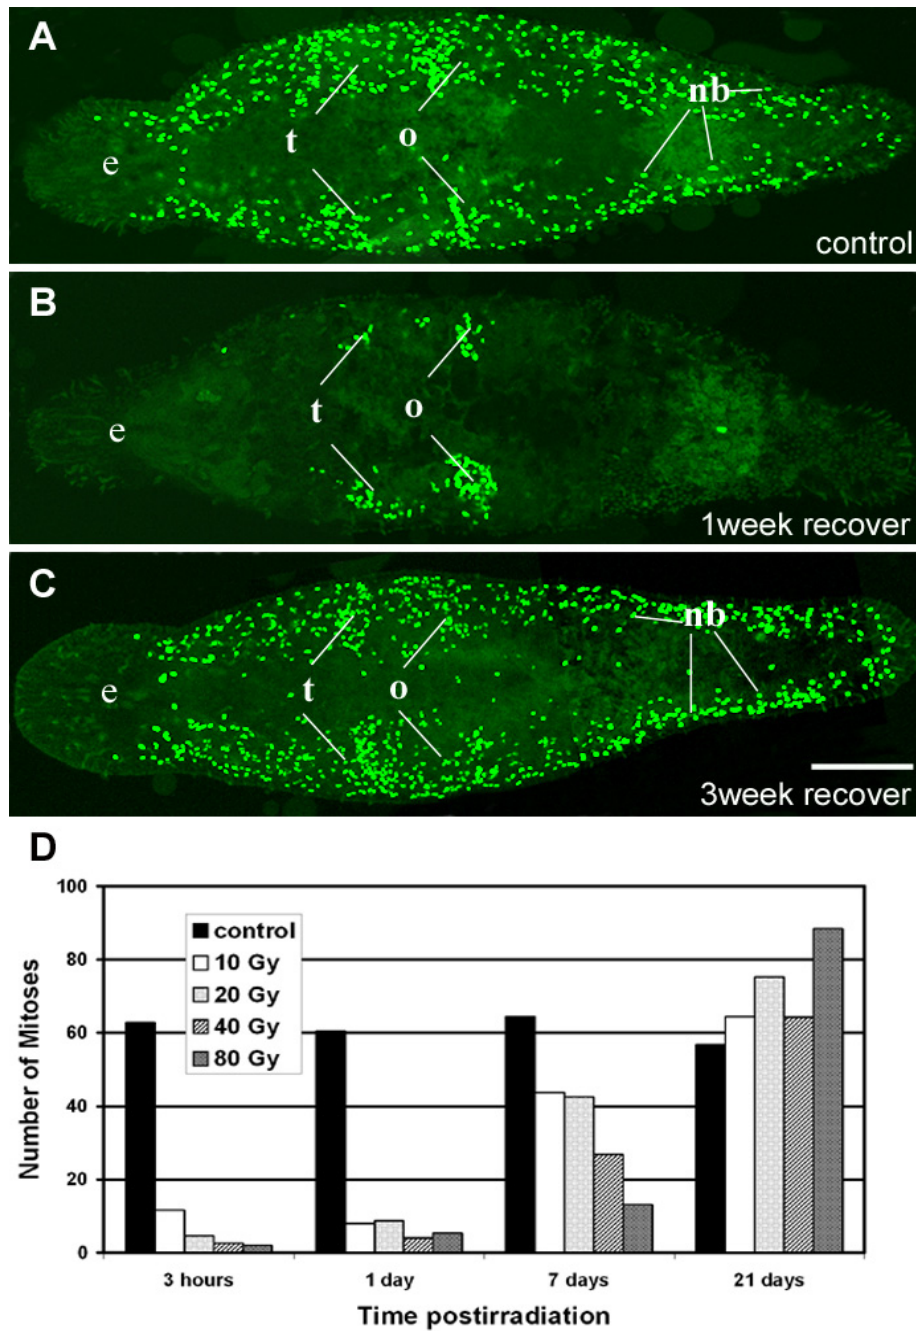 A
nb
t
o
e
control
B
t
o
e
1week recover
C
nb
t
o
e
3week recover
D
100
80
60
40
20
0
control
10 Gy
20 Gy
40 Gy
80 Gy
Number of Mitoses
3 hours 1 day 7 days 21 days
Time postirradiation